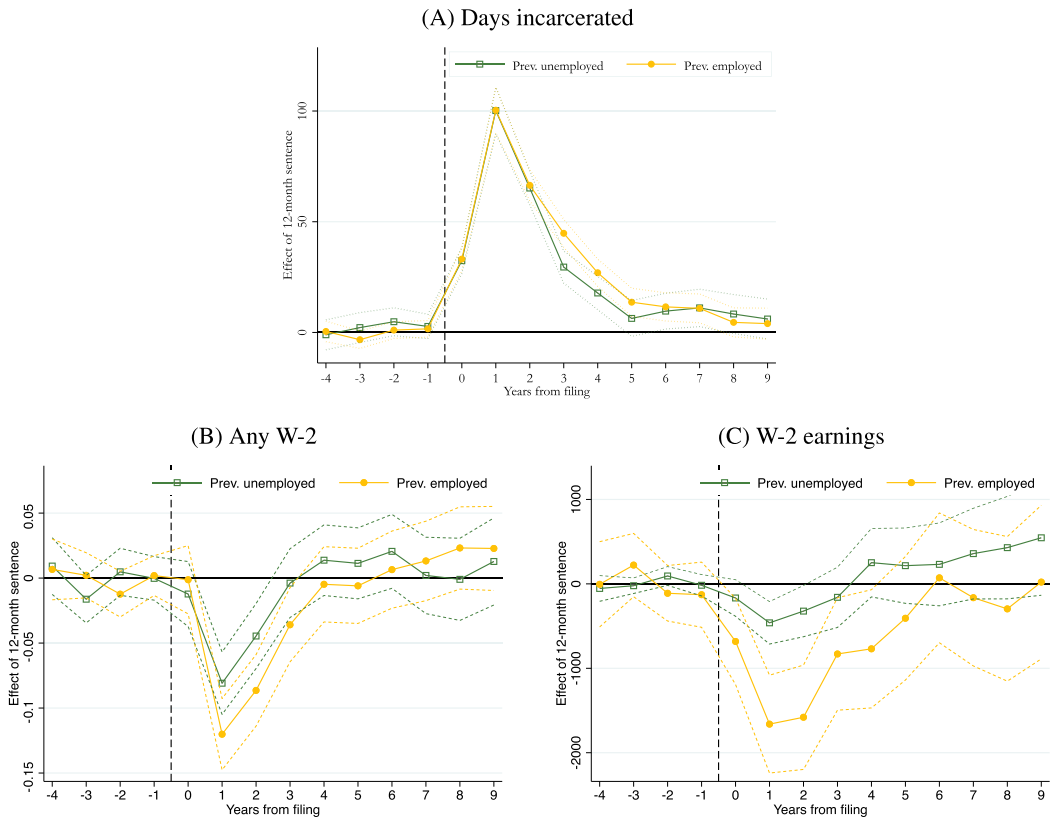 (A) Days incarcerated
Prev. unemployed Prev. employed
Effect of 12-month sentence
100
50
0
-4 -3 -2 -1 0 1 2 3 4 5 6 7 8 9
Years from filing
(B) Any W-2
Prev. unemployed Prev. employed
Effect of 12-month sentence
0.05
0
-0.05
-0.1
-0.15
-4 -3 -2 -1 0 1 2 3 4 5 6 7 8 9
Years from filing
(C) W-2 earnings
Prev. unemployed Prev. employed
Effect of 12-month sentence
1000
0
-1000
-2000
-4 -3 -2 -1 0 1 2 3 4 5 6 7 8 9
Years from filing